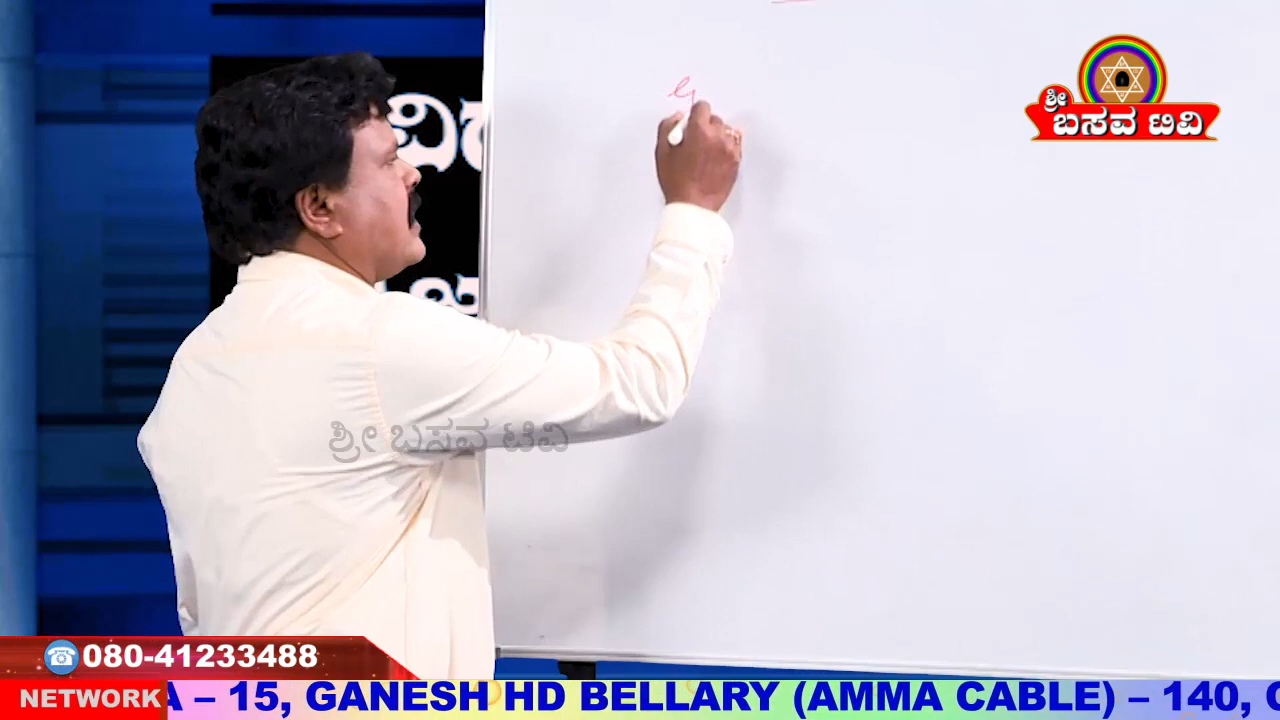 ಶ್ರೀ
ಬಸವ ಟಿವಿ
ಶ್ರೀ ಬಸವ ಟಿವಿ
080-41233488
NETWORK
A – 15, GANESH HD BELLARY (AMMA CABLE) – 140,